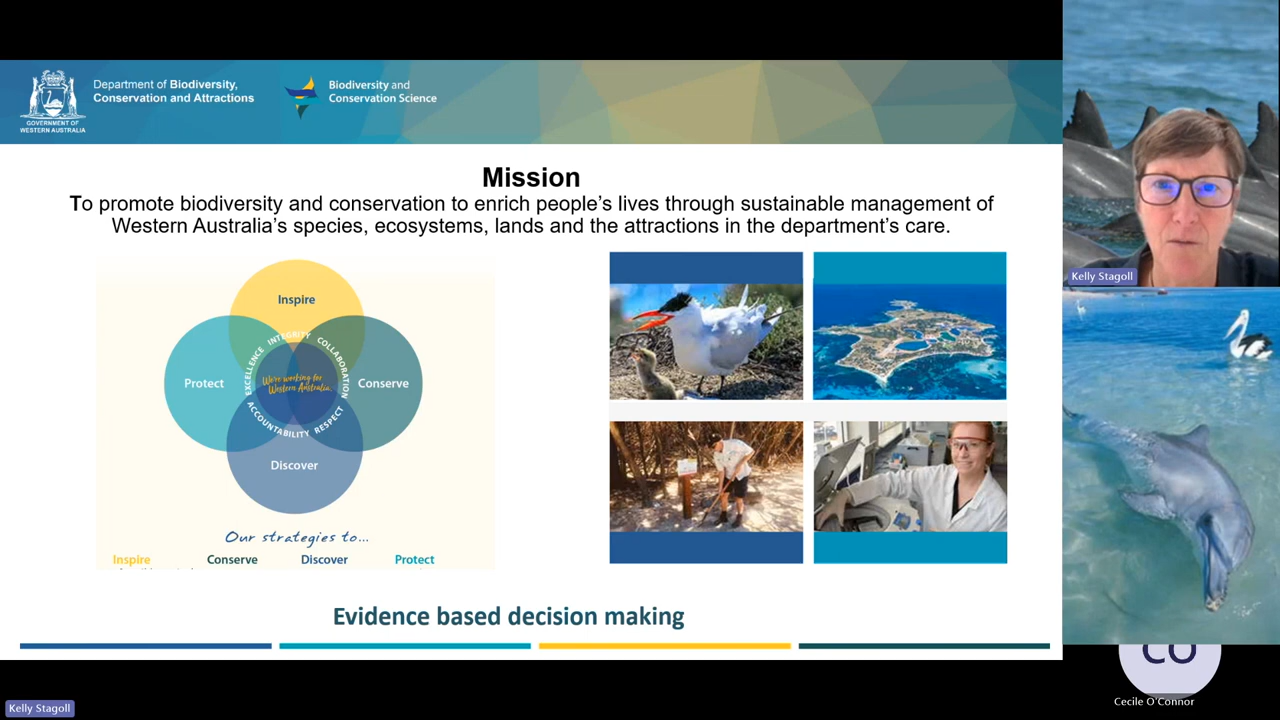 Department of Biodiversity,
Conservation and Attractions
GOVERNMENT OF
WESTERN AUSTRALIA
Biodiversity and
Conservation Science
Mission
To promote biodiversity and conservation to enrich people's lives through sustainable management of
Western Australia's species, ecosystems, lands and the attractions in the department's care.
Inspire
Protect
Conserve
Discover
EXCELLENCE INTEGRITY COLLABORATION
ACCOUNTABILITY RESPECT
We're working for
Western Australia.
Our strategies to...
Inspire Conserve Discover Protect
Evidence based decision making
Kelly Stagoll
CO
Cecile O'Connor
Kelly Stagoll